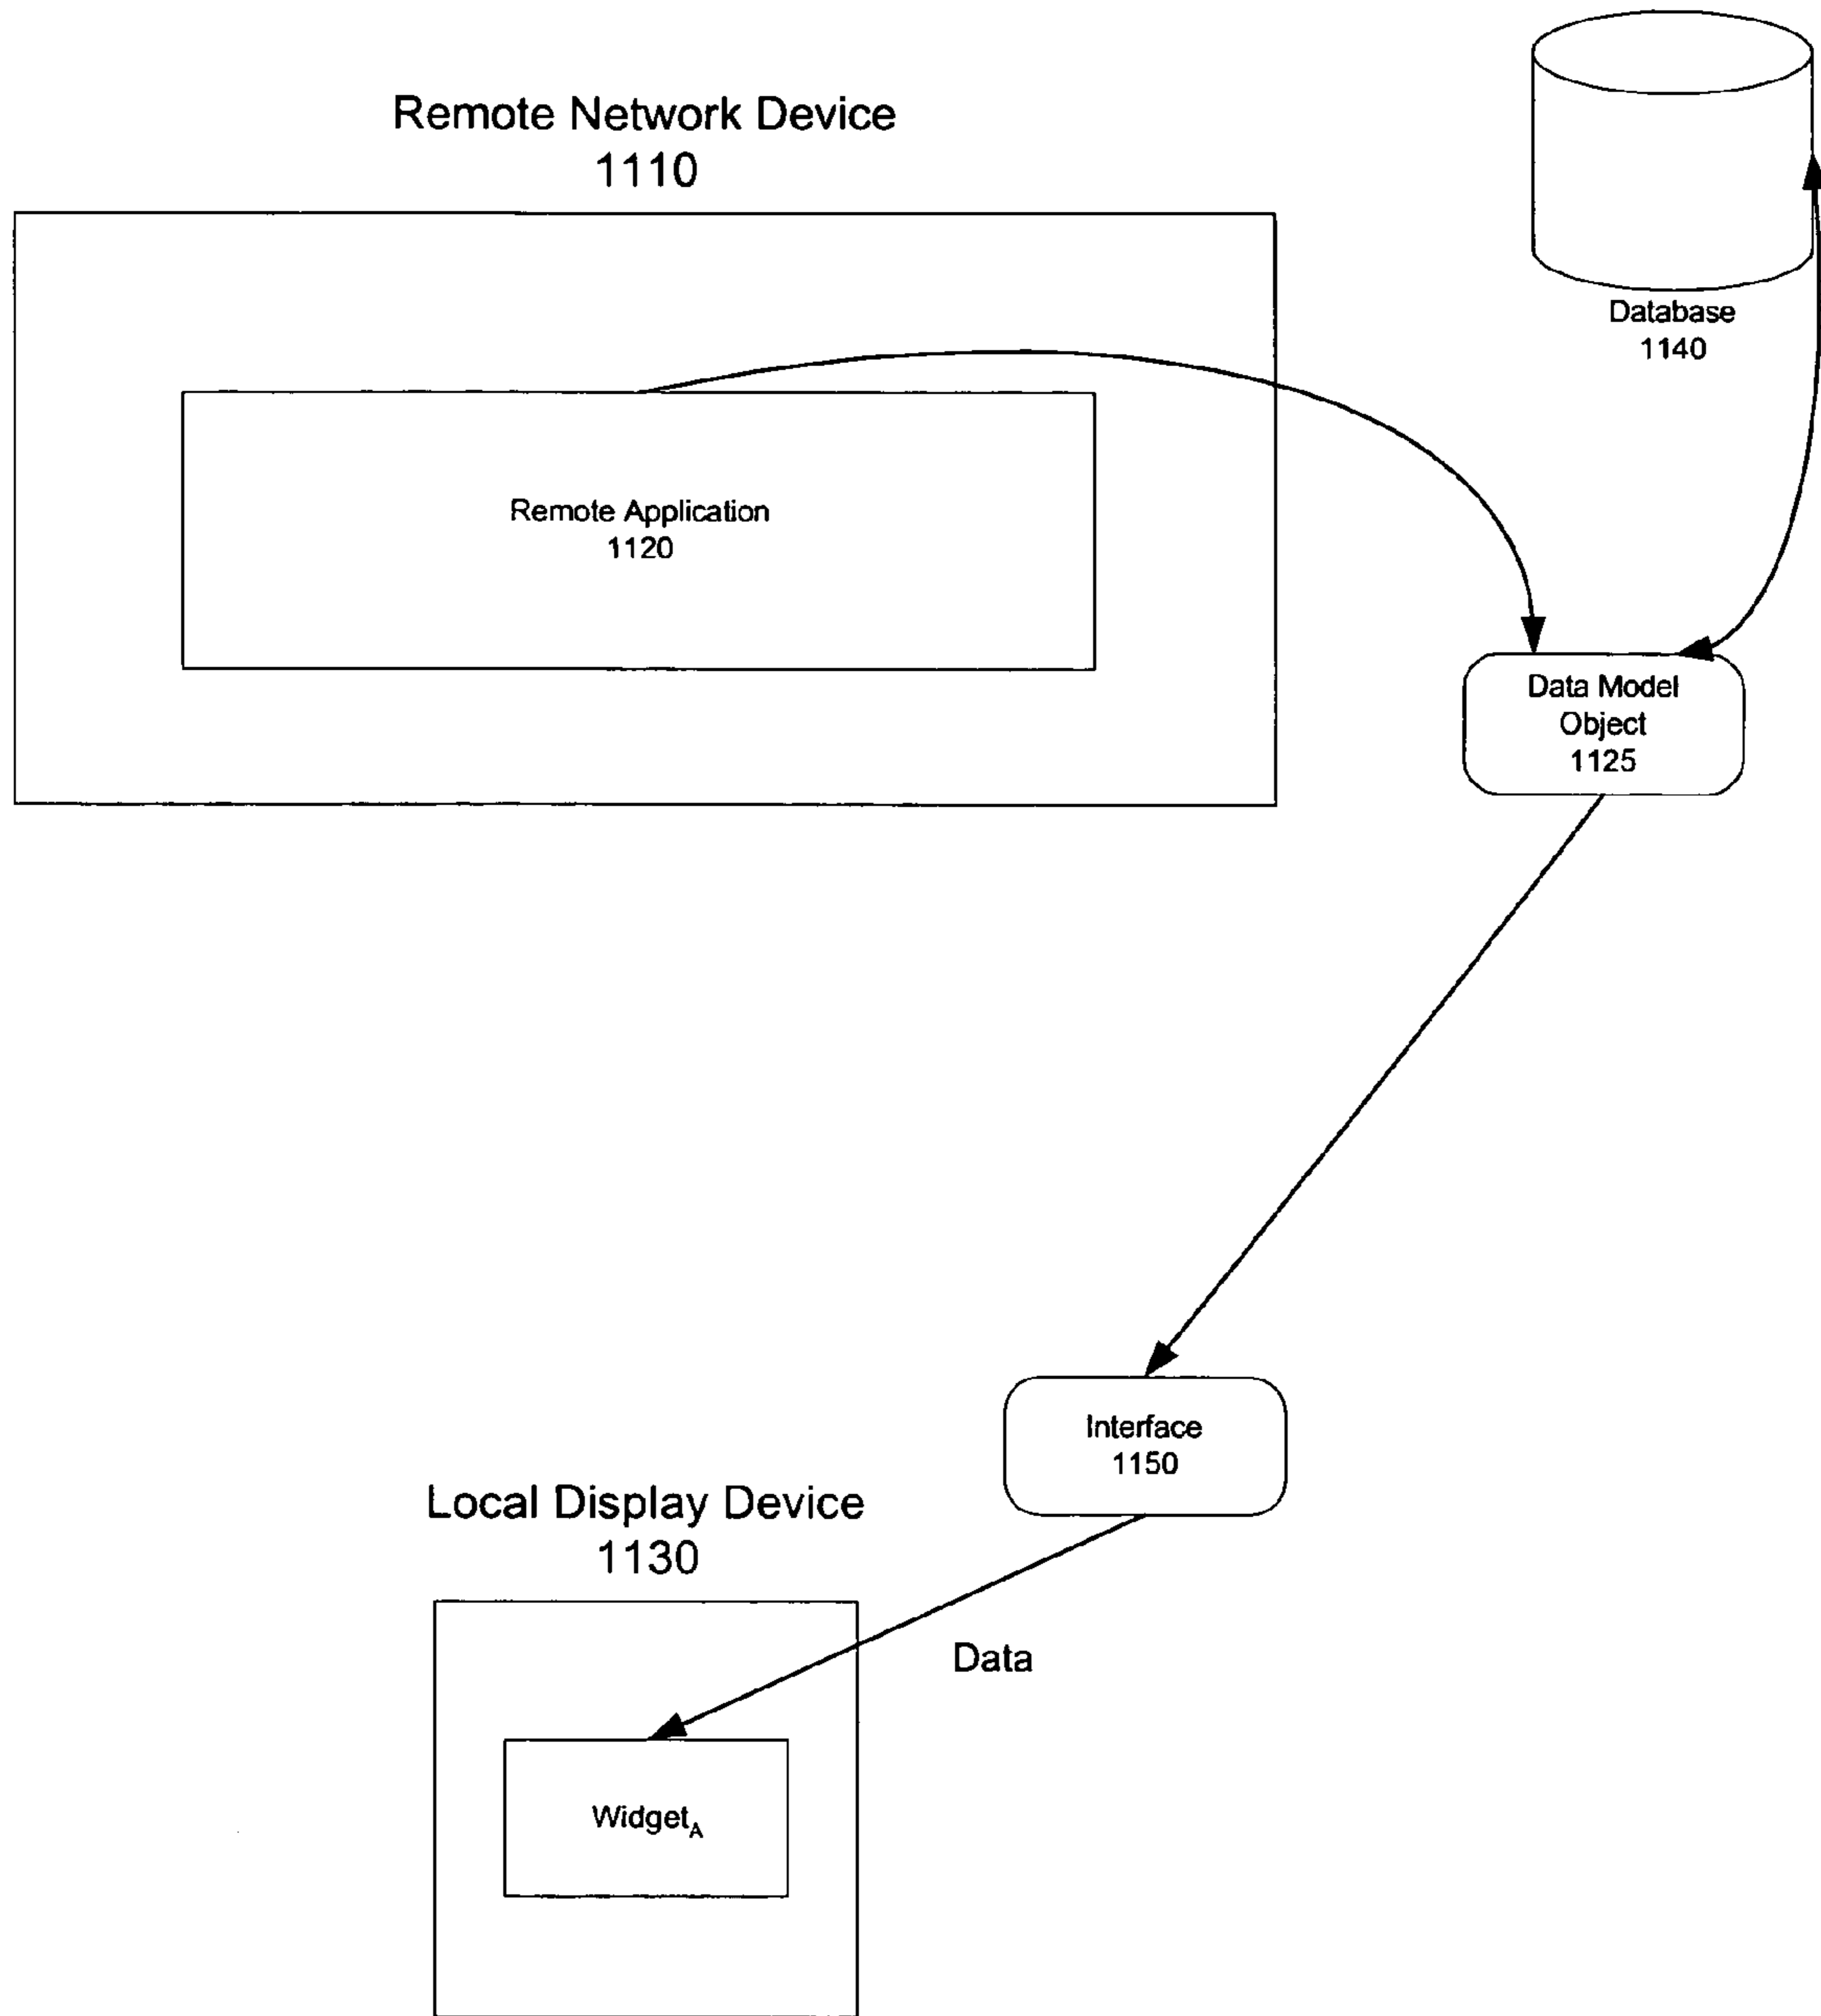 Remote Network Device
1110
Database
1140
Remote Application
1120
Data Model
Object
1125
Interface
1150
Local Display Device
1130
Data
Widget_A